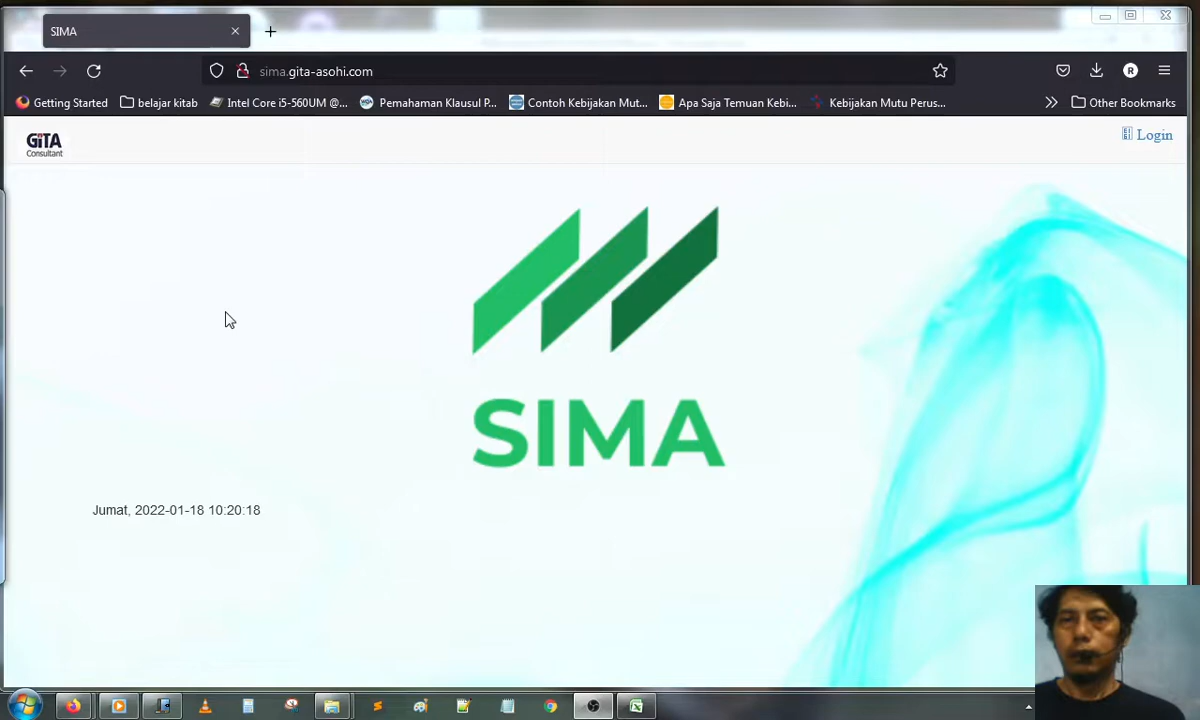 SIMA
sima.gita-asohi.com
R
Getting Started
belajar kitab
Intel Core i5-560UM @...
Pemahaman Klausul P...
Contoh Kebijakan Mut...
Apa Saja Temuan Kebi...
Kebijakan Mutu Perus...
Other Bookmarks
GiTA
Consultant
Login
SIMA
Jumat, 2022-01-18 10:20:18